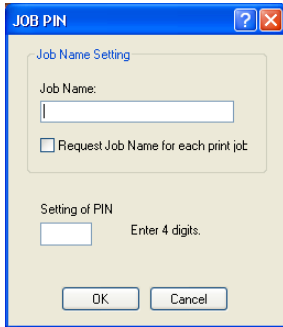 JOB PIN
Job Name Setting
Job Name:
Request Job Name for each print job
Setting of PIN
Enter 4 digits.
OK Cancel